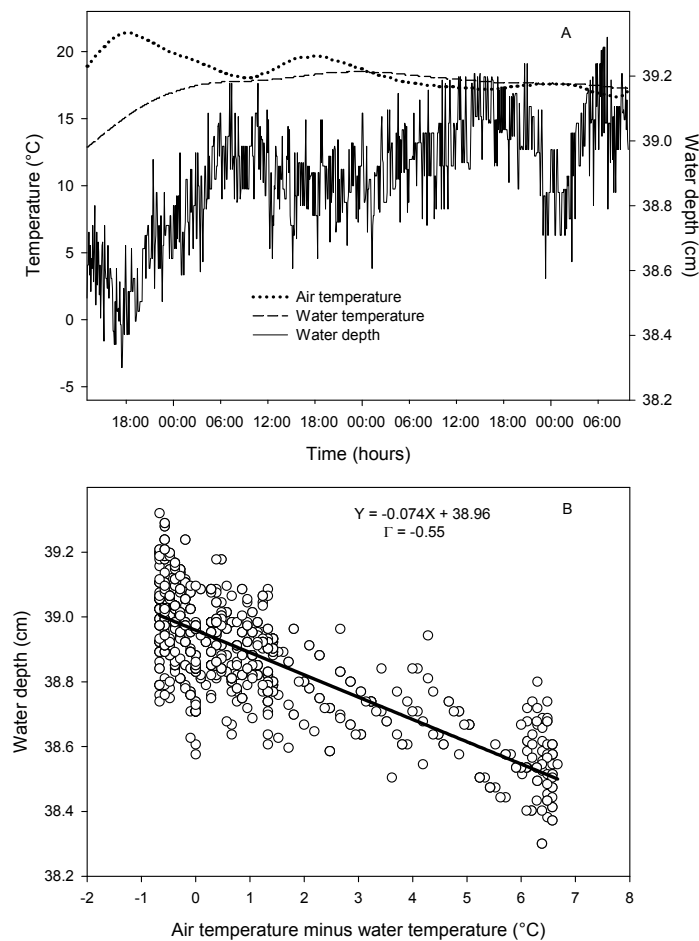 A
20
15
10
5
0
-5
Temperature (°C)
39.2
39.0
38.8
38.6
38.4
38.2
Water depth (cm)
Air temperature
Water temperature
Water depth
18:00 00:00 06:00 12:00 18:00 00:00 06:00 12:00 18:00 00:00 06:00
Time (hours)
B
Y = -0.074X + 38.96
Γ = -0.55
39.2
39.0
38.8
38.6
38.4
38.2
Water depth (cm)
-2 -1 0 1 2 3 4 5 6 7 8
Air temperature minus water temperature (°C)